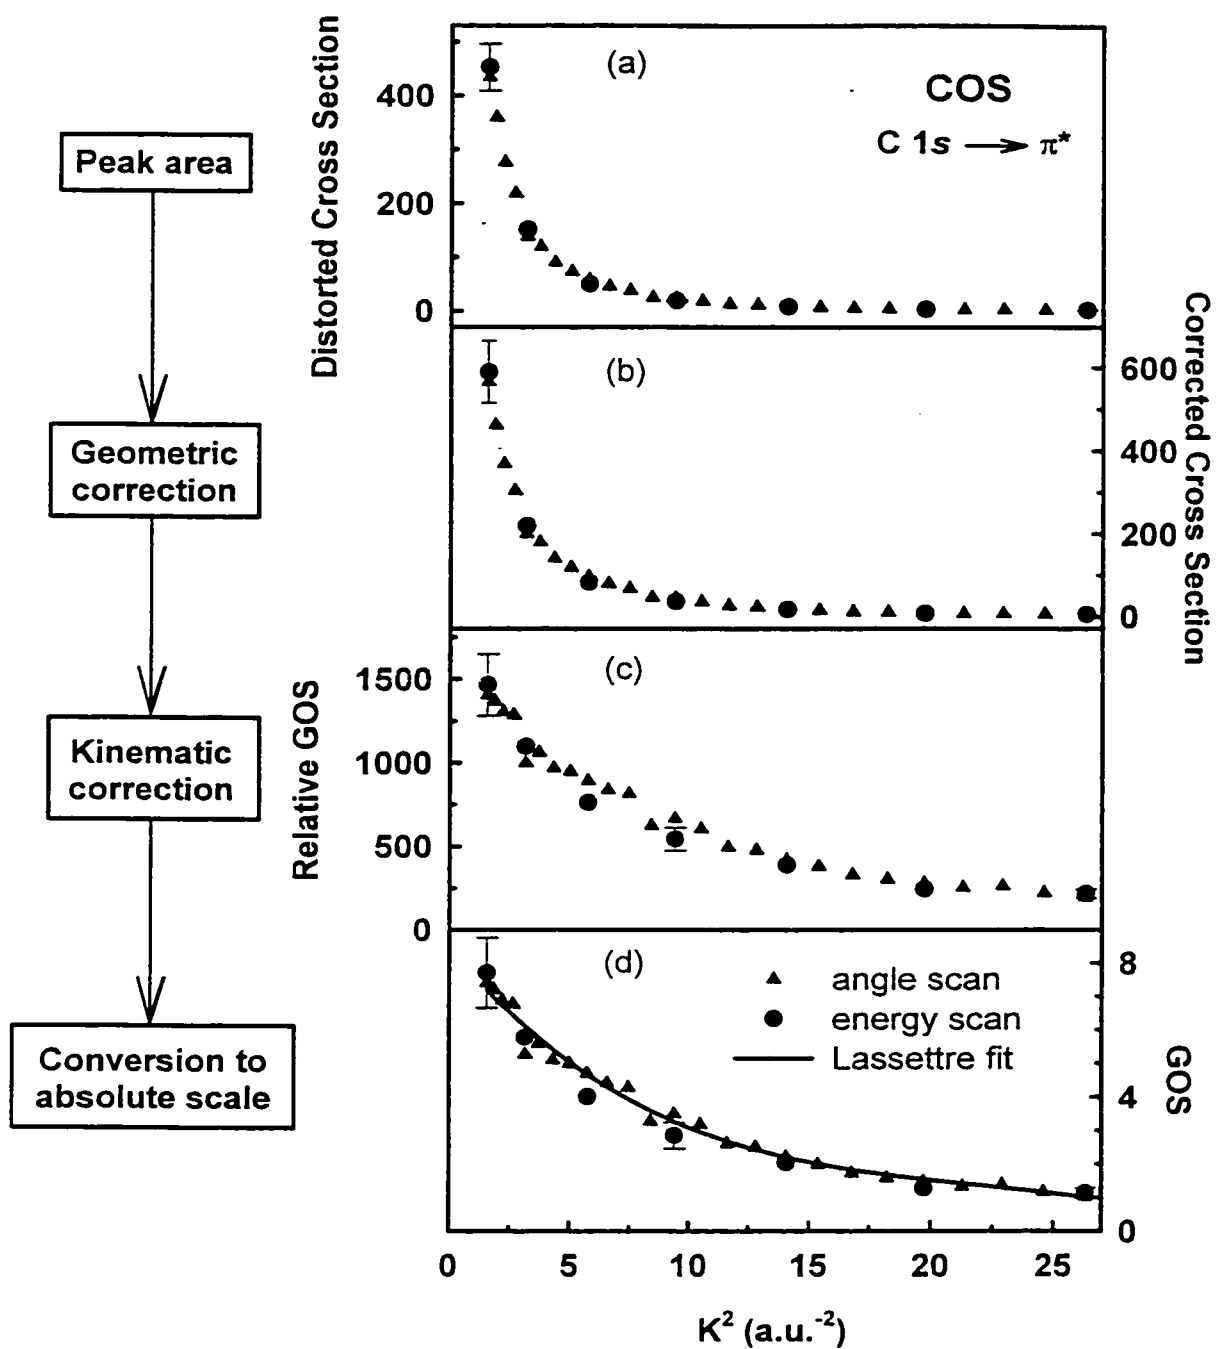 Peak area
Geometric
correction
Kinematic
correction
Conversion to
absolute scale
Distorted Cross Section
400
200
0
(a)
COS
C 1s → π*
(b)
600
400
200
0
Corrected Cross Section
Relative GOS
1500
1000
500
0
(c)
(d)
angle scan
energy scan
Lassettre fit
8
4
0
GOS
0 5 10 15 20 25
K² (a.u.⁻²)